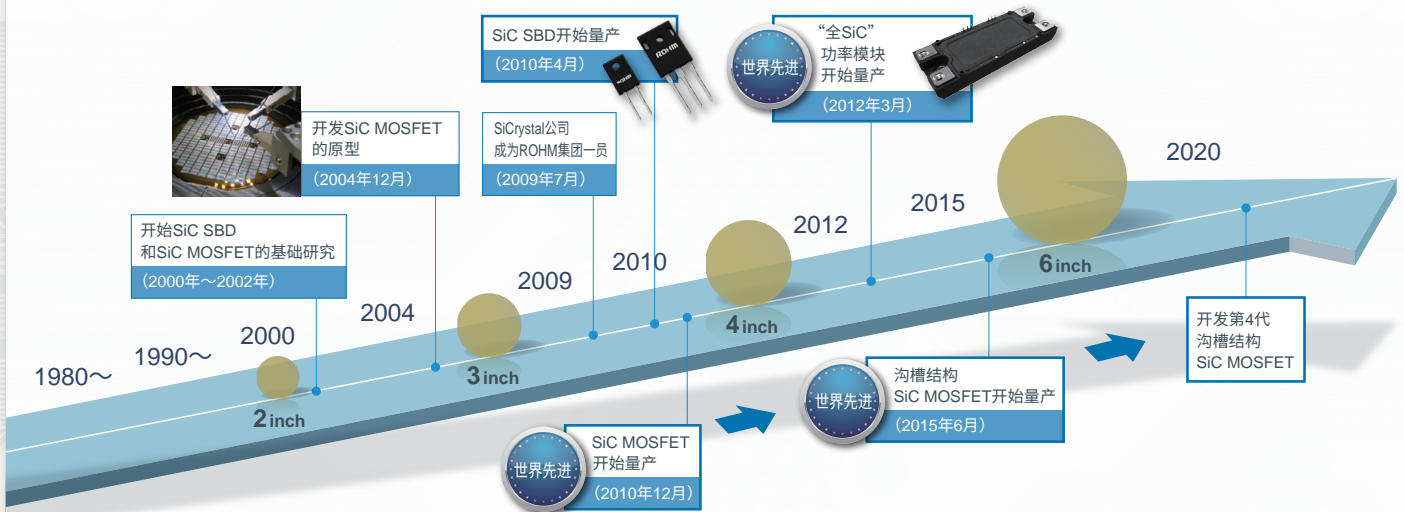 SiC SBD开始量产
（2010年4月）
ROHM
ROHM
世界先进
“全SiC”
功率模块
开始量产
（2012年3月）
开发SiC MOSFET
的原型
（2004年12月）
SiCrystal公司
成为ROHM集团一员
（2009年7月）
开始SiC SBD
和SiC MOSFET的基础研究
（2000年～2002年）
1980～
1990～
2000
2004
2009
2010
2012
2015
2020
2 inch
3 inch
4 inch
6 inch
世界先进
SiC MOSFET
开始量产
（2010年12月）
世界先进
沟槽结构
SiC MOSFET开始量产
（2015年6月）
开发第4代
沟槽结构
SiC MOSFET